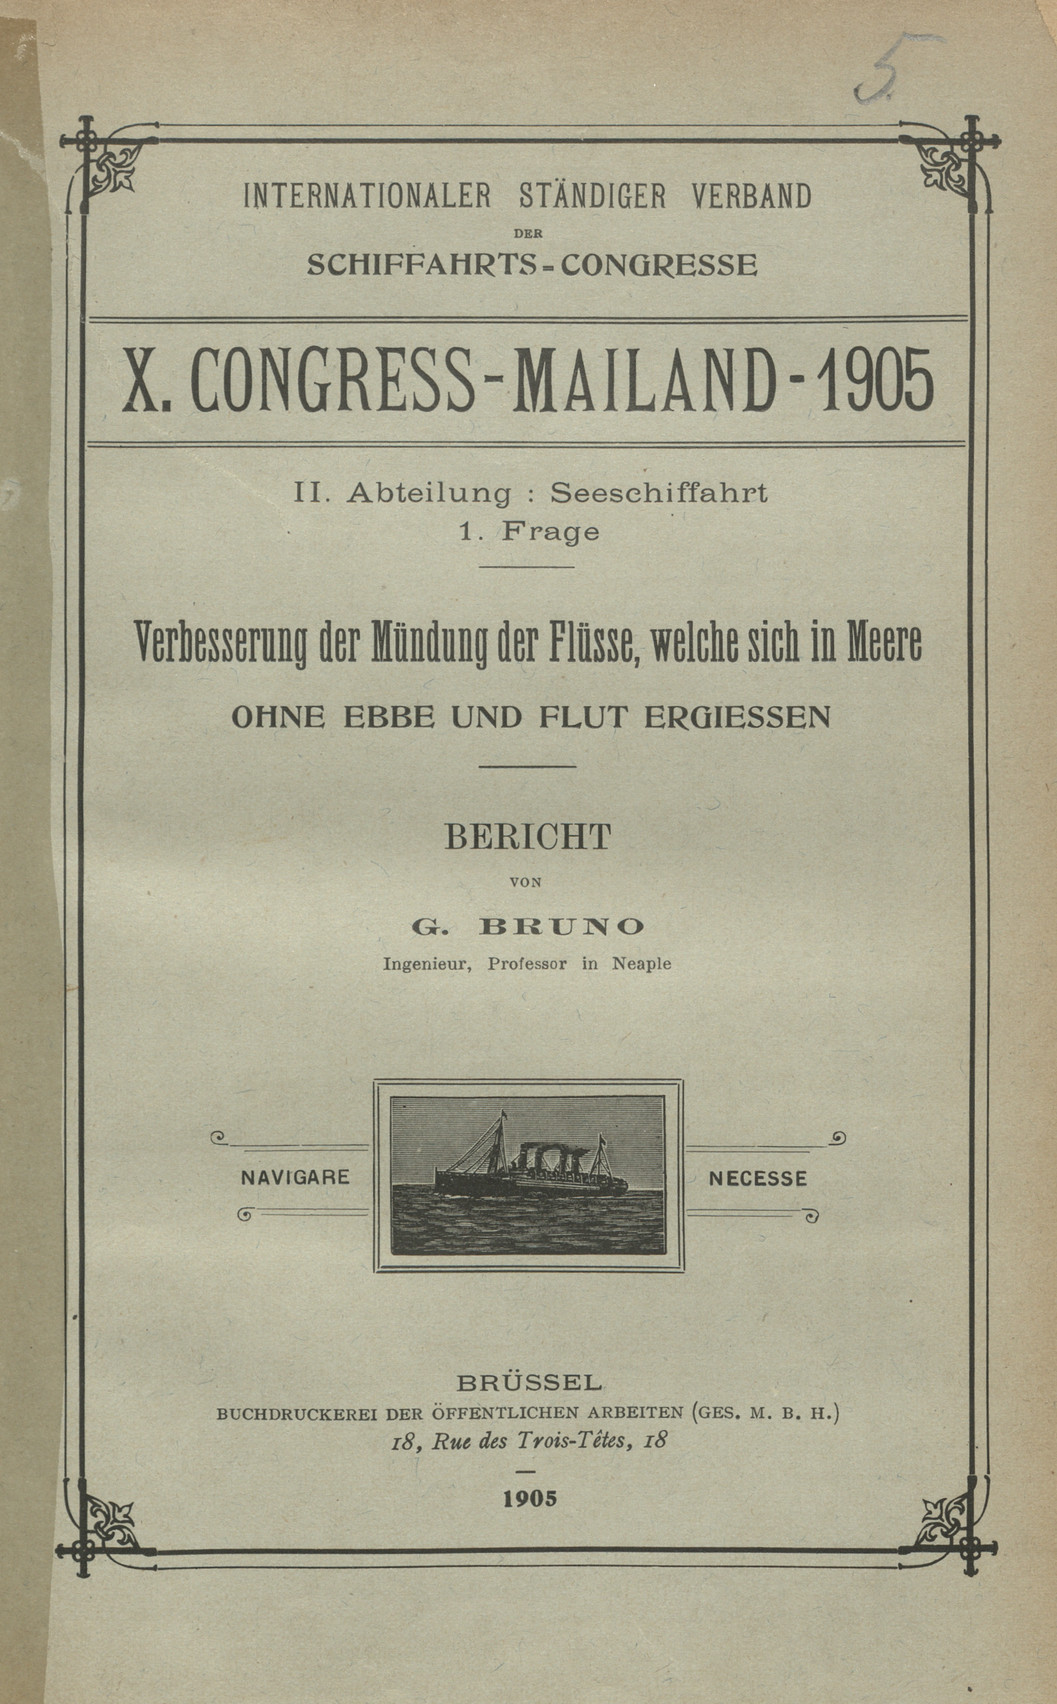 5.
INTERNATIONALER STÄNDIGER VERBAND
DER
SCHIFFAHRTS-CONGRESSE
X. CONGRESS-MAILAND-1905
II. Abteilung : Seeschiffahrt
1. Frage
Verbesserung der Mündung der Flüsse, welche sich in Meere
OHNE EBBE UND FLUT ERGIESSEN
BERICHT
VON
G. BRUNO
Ingenieur, Professor in Neaple
NAVIGARE NECESSE
BRÜSSEL
BUCHDRUCKEREI DER ÖFFENTLICHEN ARBEITEN (GES. M. B. H.)
18, Rue des Trois-Têtes, 18
1905